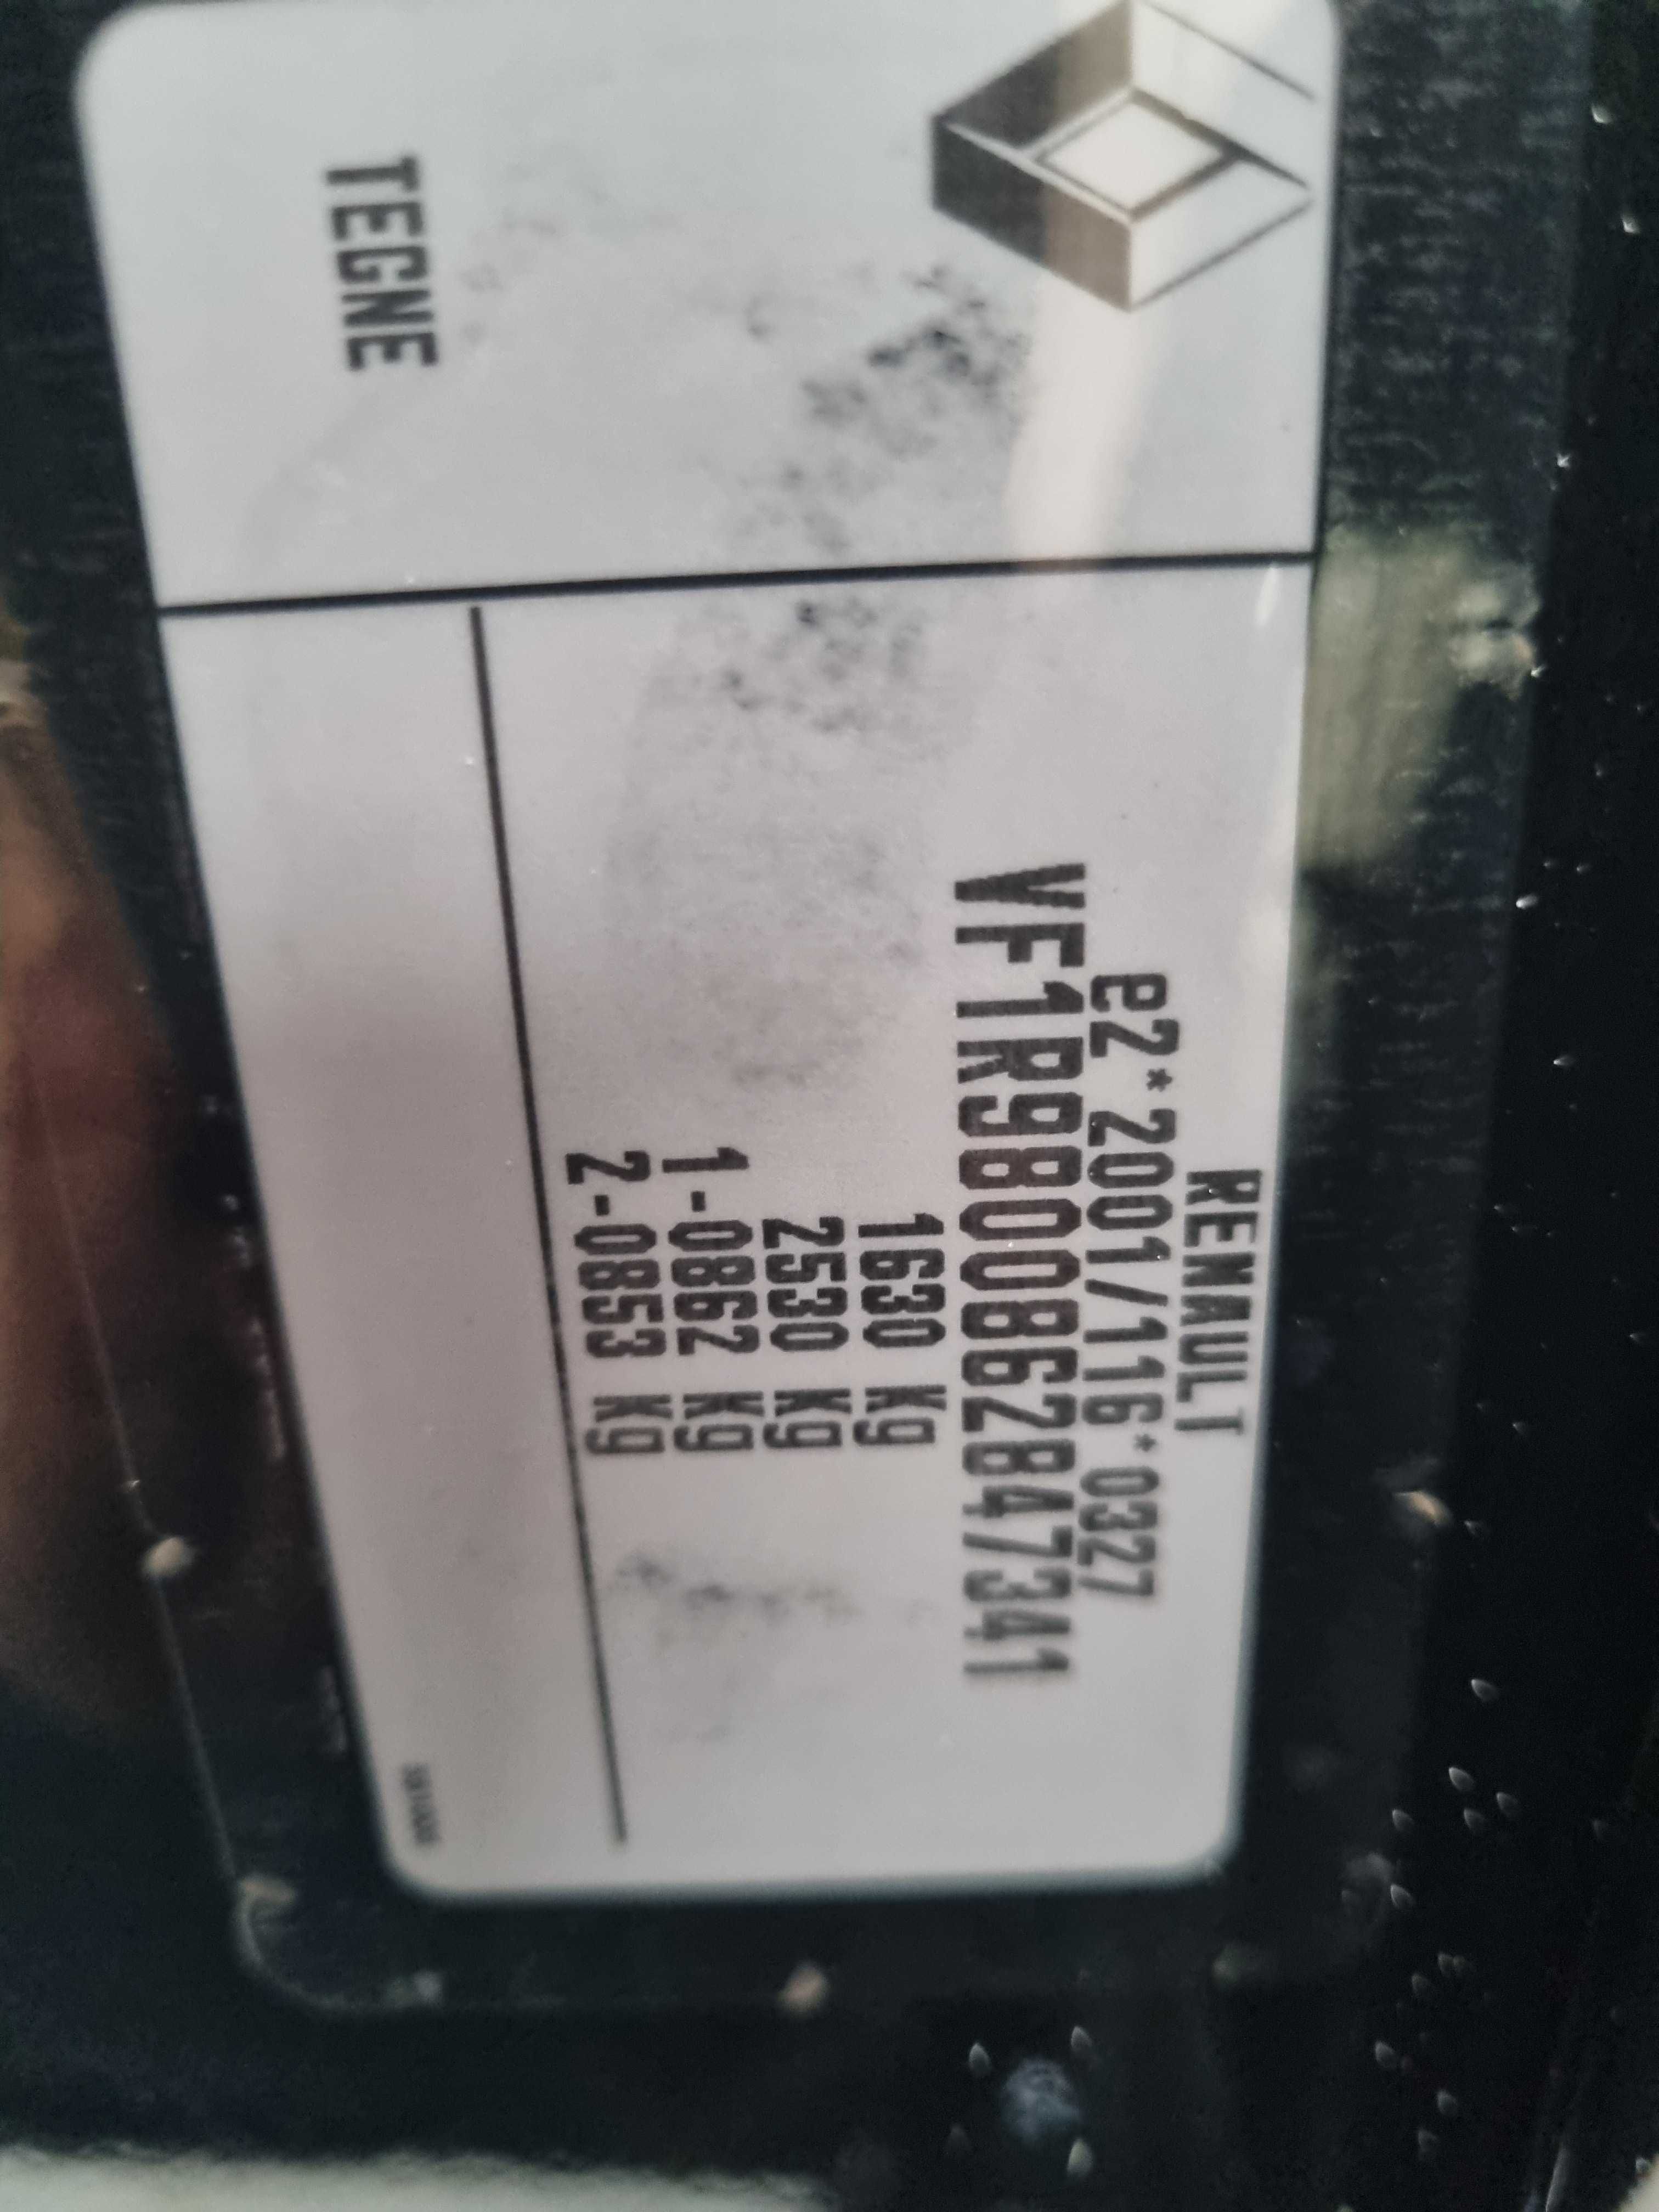 RENAULT
e2*2001/116*0327
VF1R9800862847341
1630 Kg
2530 Kg
1-0862 Kg
2-0853 Kg
TEGNE